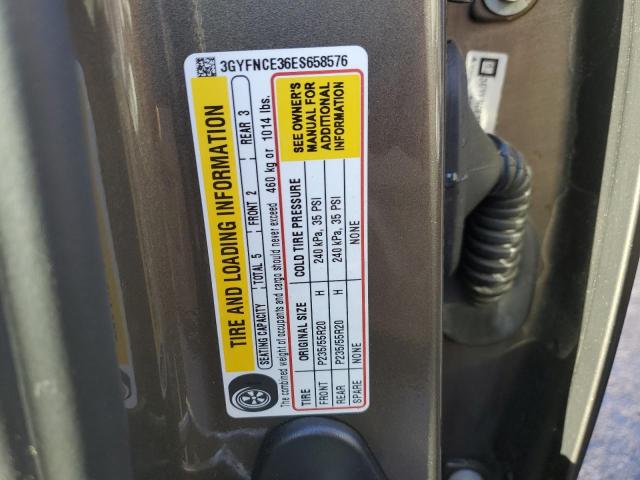 3GYFNCE36ES658576
TIRE AND LOADING INFORMATION
SEATING CAPACITY TOTAL 5 FRONT 2 REAR 3
The combined weight of occupants and cargo should never exceed 460 kg or 1014 lbs.
TIRE ORIGINAL SIZE COLD TIRE PRESSURE
FRONT P235/55R20 H 240 kPa, 35 PSI
REAR P235/55R20 H 240 kPa, 35 PSI
SPARE NONE NONE
SEE OWNER'S
MANUAL FOR
ADDITIONAL
INFORMATION
GM